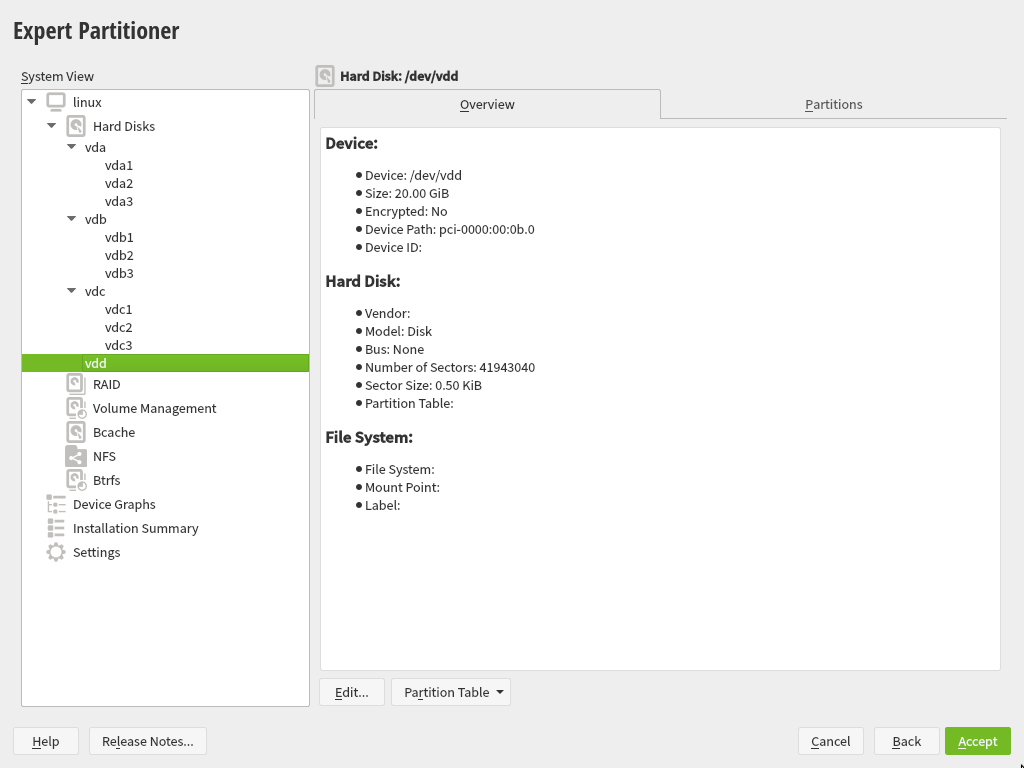 Expert Partitioner
System View
linux
Hard Disks
vda
vda1
vda2
vda3
vdb
vdb1
vdb2
vdb3
vdc
vdc1
vdc2
vdc3
vdd
RAID
Volume Management
Bcache
NFS
Btrfs
Device Graphs
Installation Summary
Settings
Hard Disk: /dev/vdd
Overview
Partitions
Device:
Device: /dev/vdd
Size: 20.00 GiB
Encrypted: No
Device Path: pci-0000:00:0b.0
Device ID:
Hard Disk:
Vendor:
Model: Disk
Bus: None
Number of Sectors: 41943040
Sector Size: 0.50 KiB
Partition Table:
File System:
File System:
Mount Point:
Label:
Edit...
Partition Table
Help
Release Notes...
Cancel
Back
Accept